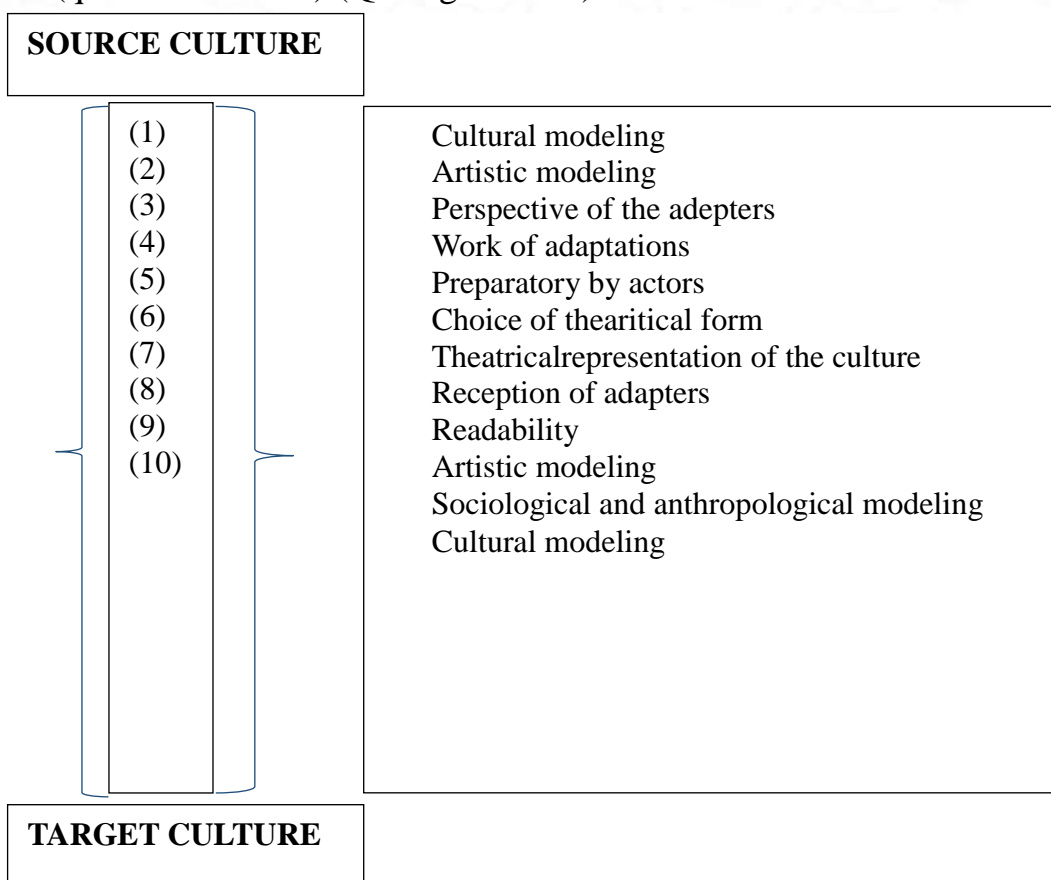 SOURCE CULTURE
(1) Cultural modeling
(2) Artistic modeling
(3) Perspective of the adepters
(4) Work of adaptations
(5) Preparatory by actors
(6) Choice of thearitical form
(7) Theatricalrepresentation of the culture
(8) Reception of adapters
(9) Readability
(10) Artistic modeling
Sociological and anthropological modeling
Cultural modeling
TARGET CULTURE